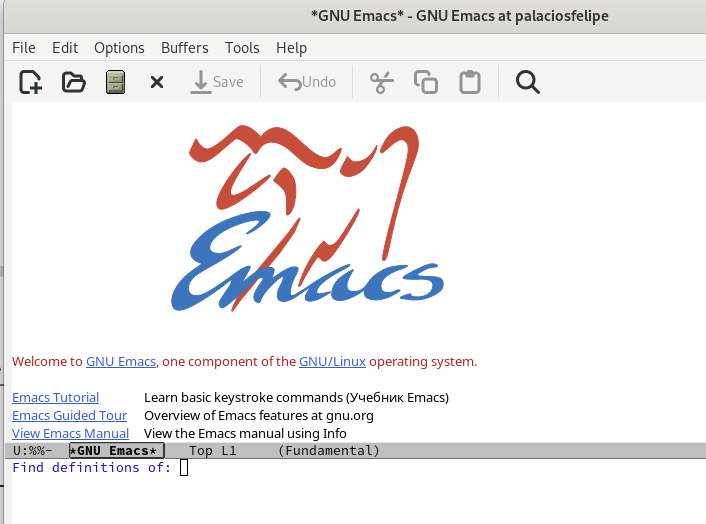 *GNU Emacs* - GNU Emacs at palaciosfelipe
File Edit Options Buffers Tools Help
Save Undo
Emacs
Welcome to GNU Emacs, one component of the GNU/Linux operating system.
Emacs Tutorial Learn basic keystroke commands (Учебник Emacs)
Emacs Guided Tour Overview of Emacs features at gnu.org
View Emacs Manual View the Emacs manual using Info
U:%%- *GNU Emacs* Top L1 (Fundamental)
Find definitions of: